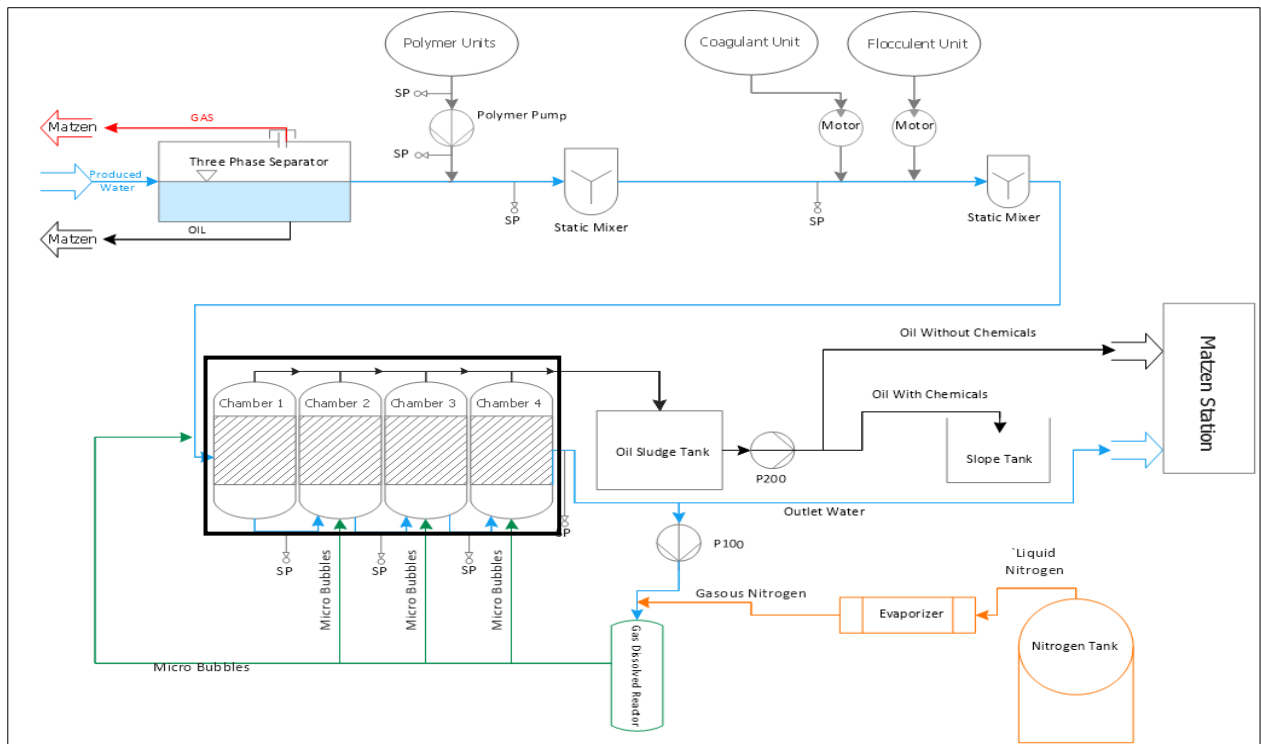 Polymer Units
Coagulant Unit
Flocculent Unit
SP
Polymer Pump
SP
Motor
Motor
Matzen
GAS
Three Phase Separator
Produced
Water
SP
Static Mixer
SP
Static Mixer
Matzen
OIL
Oil Without Chemicals
Matzen Station
Chamber 1
Chamber 2
Chamber 3
Chamber 4
Oil With Chemicals
Oil Sludge Tank
P200
Slope Tank
Outlet Water
SP
P100
SP
SP
SP
Micro Bubbles
Micro Bubbles
Micro Bubbles
`Liquid
Nitrogen
Gasous Nitrogen
Evaporizer
Gas Dissolved Reactor
Nitrogen Tank
Micro Bubbles